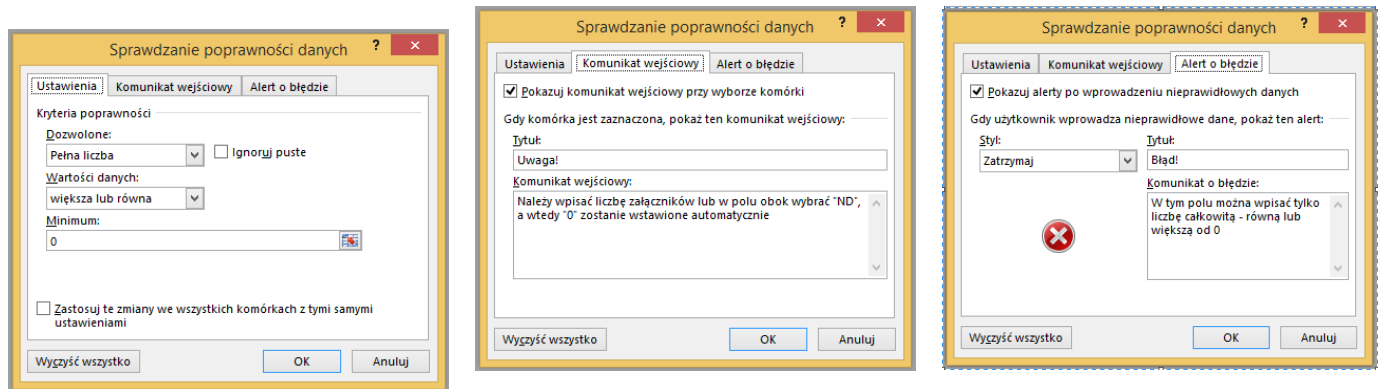 Sprawdzanie poprawności danych ? ×
Ustawienia Komunikat wejściowy Alert o błędzie
Kryteria poprawności
Dozwolone:
Pełna liczba Ignoruj puste
Wartości danych:
większa lub równa
Minimum:
0
Zastosuj te zmiany we wszystkich komórkach z tymi samymi
ustawieniami
Wyczyść wszystko OK Anuluj
Sprawdzanie poprawności danych ? ×
Ustawienia Komunikat wejściowy Alert o błędzie
Pokazuj komunikat wejściowy przy wyborze komórki
Gdy komórka jest zaznaczona, pokaż ten komunikat wejściowy:
Tytuł:
Uwaga!
Komunikat wejściowy:
Należy wpisać liczbę załączników lub w polu obok wybrać "ND",
a wtedy "0" zostanie wstawione automatycznie
Wyczyść wszystko OK Anuluj
Sprawdzanie poprawności danych ? ×
Ustawienia Komunikat wejściowy Alert o błędzie
Pokazuj alerty po wprowadzeniu nieprawidłowych danych
Gdy użytkownik wprowadza nieprawidłowe dane, pokaż ten alert:
Styl: Tytuł:
Zatrzymaj Błąd!
Komunikat o błędzie:
W tym polu można wpisać tylko
liczbę całkowitą - równą lub
większą od 0
Wyczyść wszystko OK Anuluj